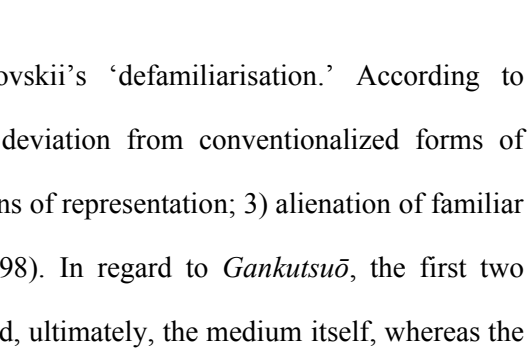 ovskii’s ‘defamiliarisation.’ According to
deviation from conventionalized forms of
ns of representation; 3) alienation of familiar
98). In regard to Gankutsuō, the first two
d, ultimately, the medium itself, whereas the